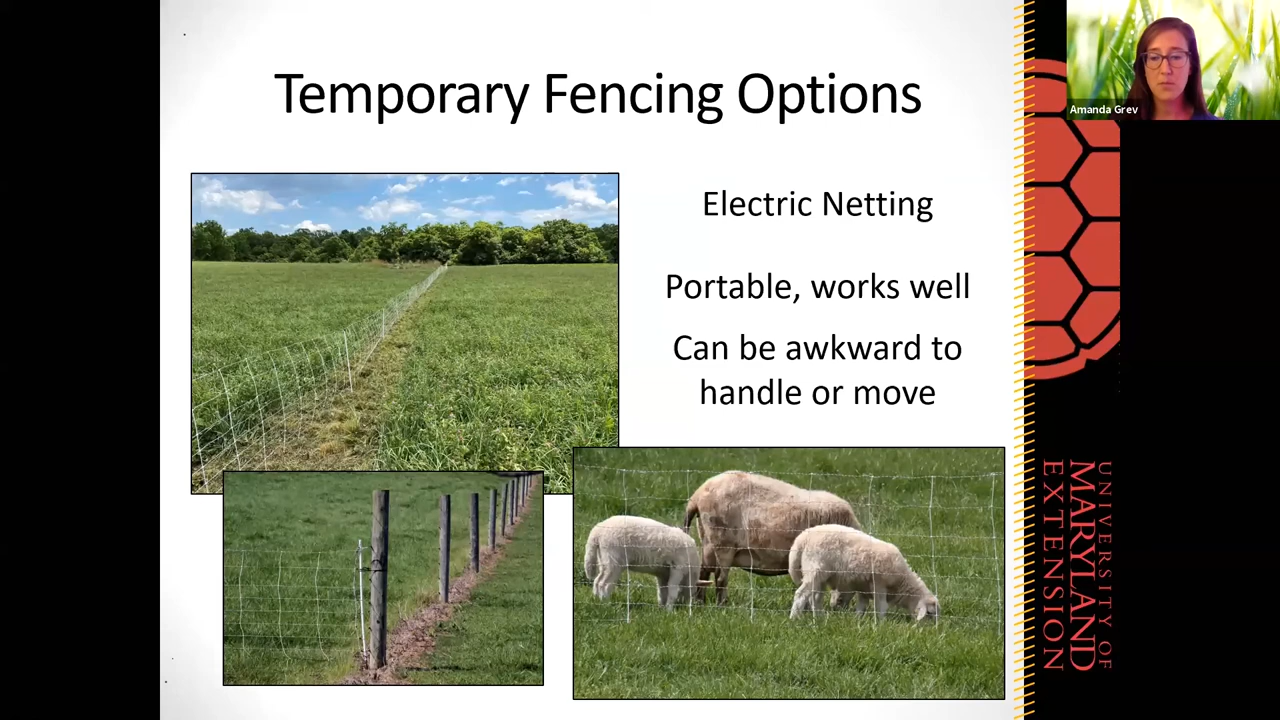 Temporary Fencing Options
Amanda Grev
Electric Netting
Portable, works well
Can be awkward to
handle or move
UNIVERSITY OF
MARYLAND
EXTENSION